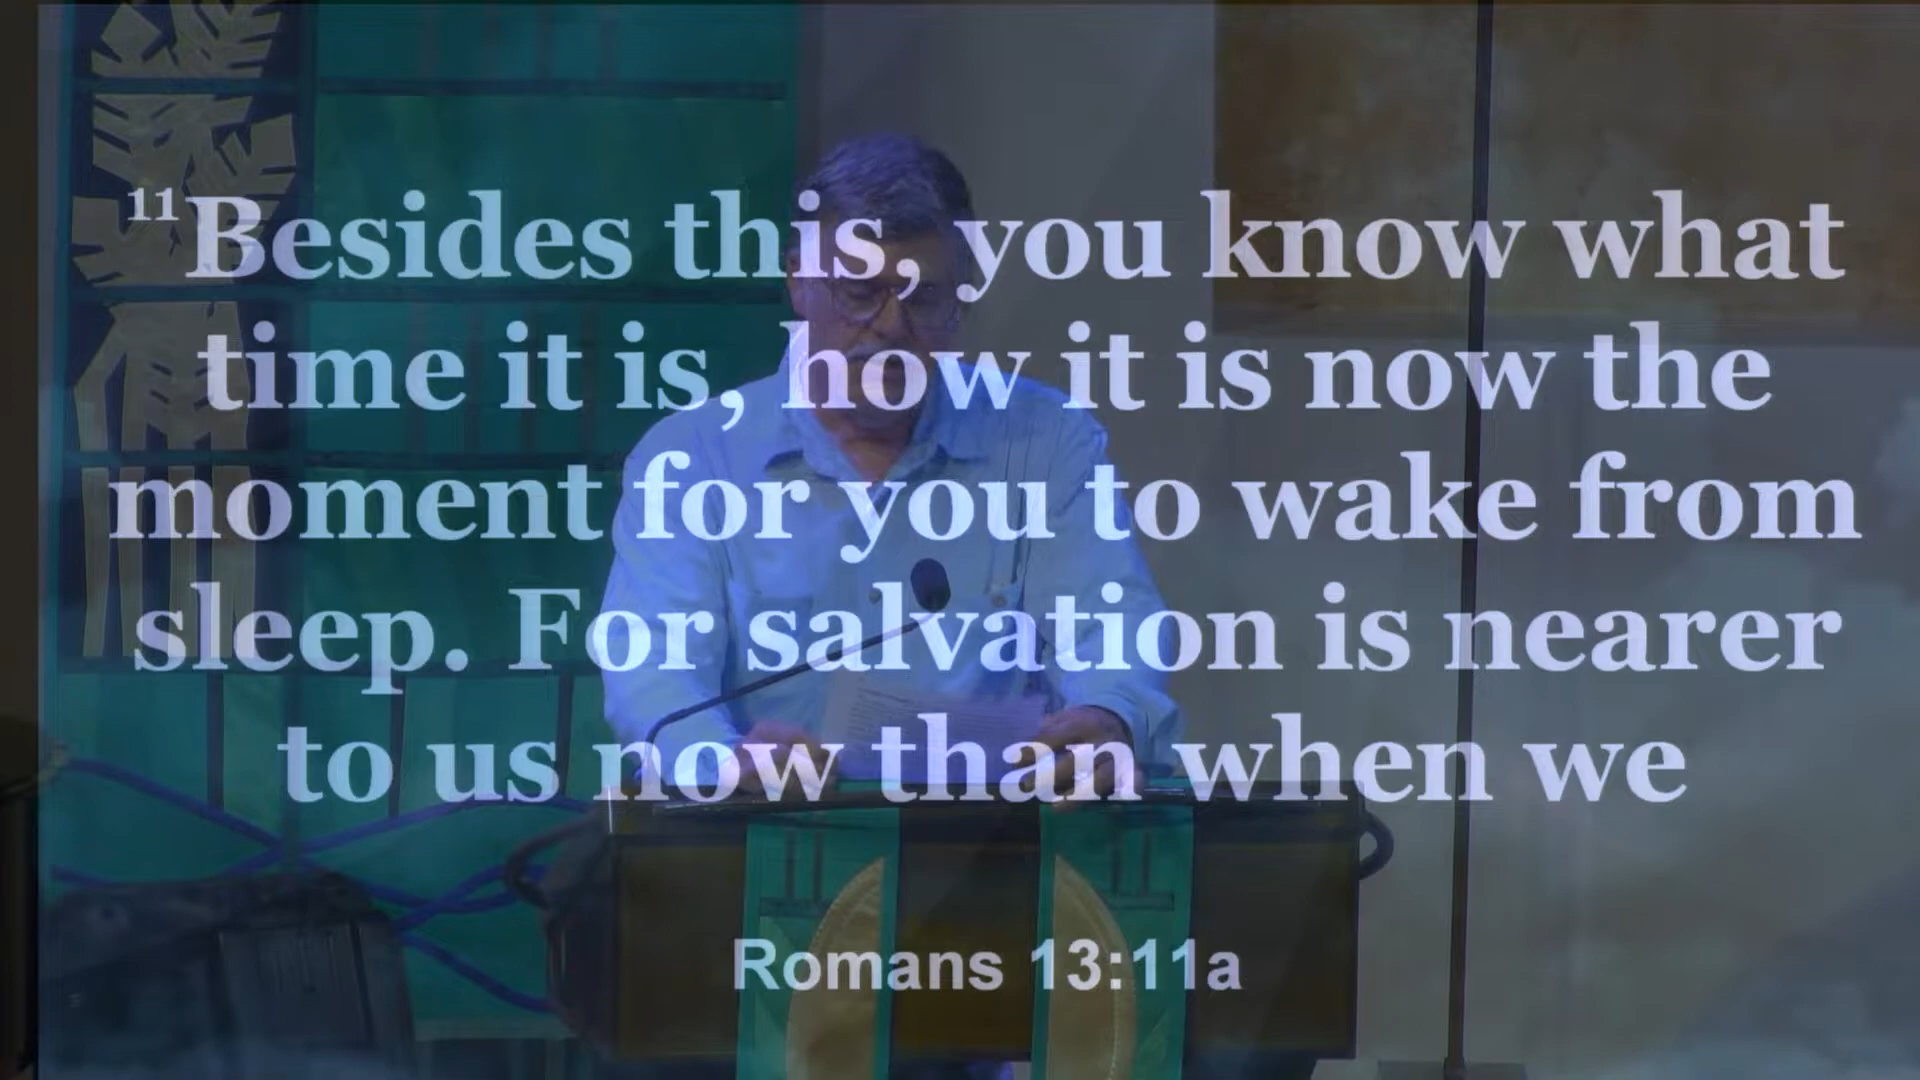 11Besides this, you know what
time it is, how it is now the
moment for you to wake from
sleep. For salvation is nearer
to us now than when we
Romans 13:11a